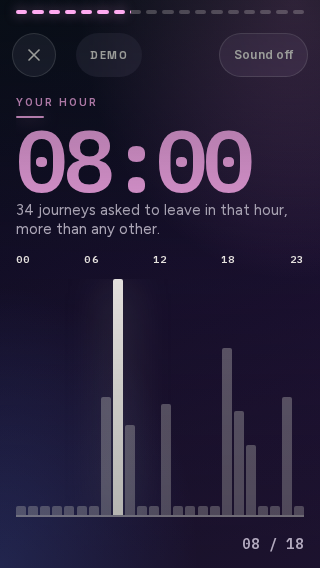 DEMO
Sound off
YOUR HOUR
08:00
34 journeys asked to leave in that hour,
more than any other.
00 06 12 18 23
08 / 18